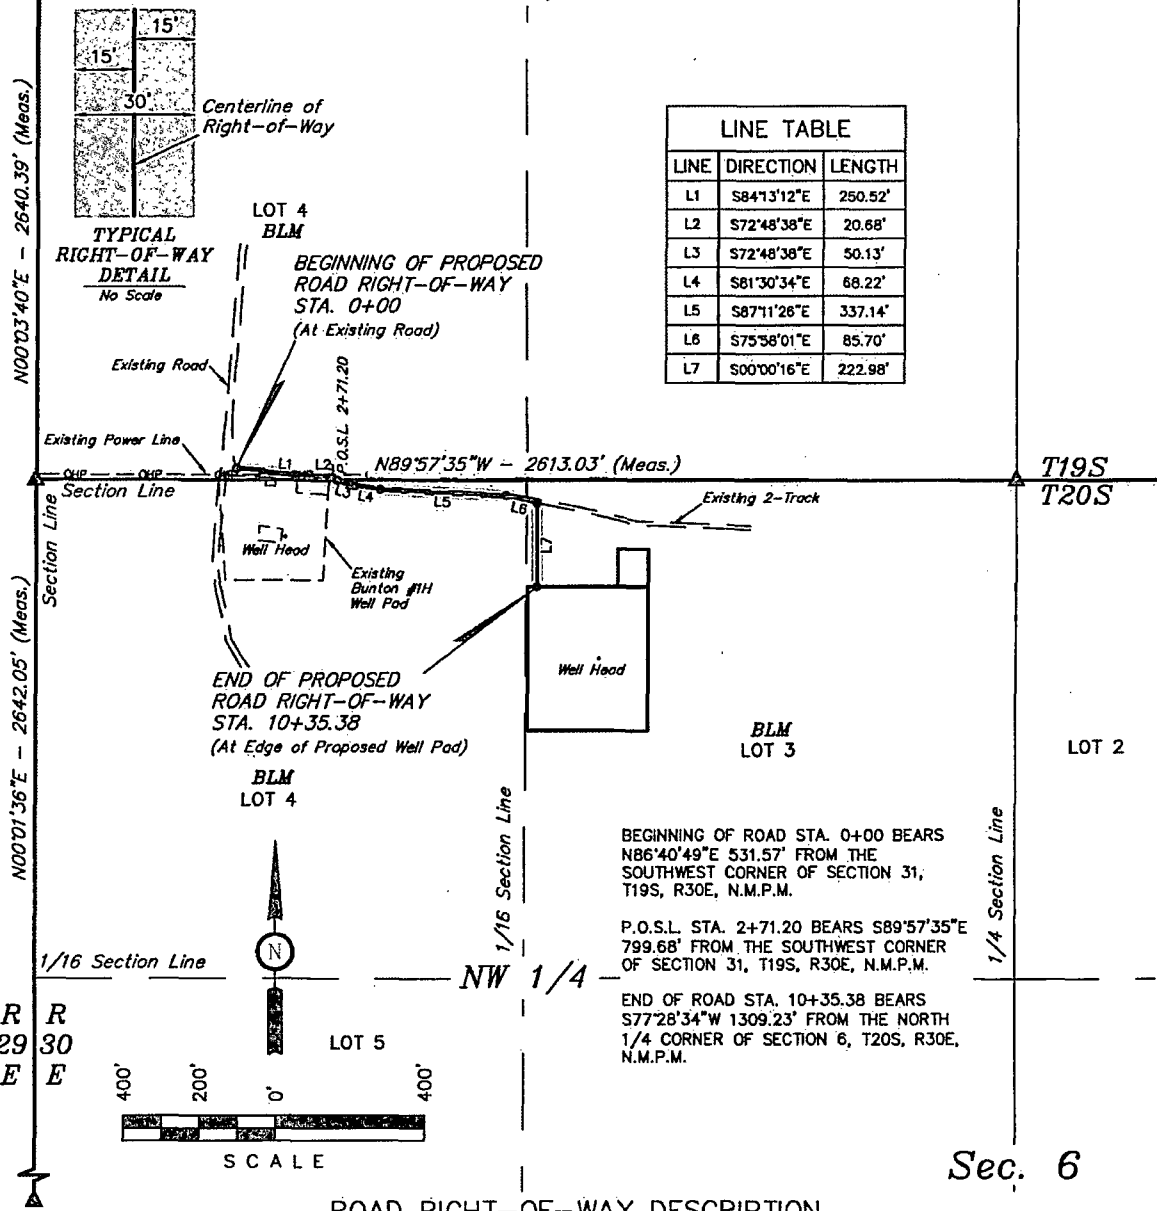 15'
15'
30'
Centerline of
Right-of-Way
TYPICAL
RIGHT-OF-WAY
DETAIL
No Scale
N00°03'40"E - 2640.39' (Meas.)
LOT 4
BLM
BEGINNING OF PROPOSED
ROAD RIGHT-OF-WAY
STA. 0+00
(At Existing Road)
LINE TABLE
LINE DIRECTION LENGTH
L1 S84°13'12"E 250.52'
L2 S72°48'38"E 20.68'
L3 S72°48'38"E 50.13'
L4 S81°30'34"E 68.22'
L5 S87°11'26"E 337.14'
L6 S75°58'01"E 85.70'
L7 S00°00'16"E 222.98'
Existing Road
P.O.S.L. 2+71.20
Existing Power Line
OHP OHP
L1 L2
N89°57'35"W - 2613.03' (Meas.)
T19S
Section Line
L
L3
L4
L5
L6
Existing 2-Track
T20S
Section Line
Well Head
L7
Existing
Bunton #1H
Well Pad
N00°01'36"E - 2642.05' (Meas.)
END OF PROPOSED
ROAD RIGHT-OF-WAY
STA. 10+35.38
(At Edge of Proposed Well Pad)
Well Head
BLM
LOT 3
LOT 2
BLM
LOT 4
1/16 Section Line
BEGINNING OF ROAD STA. 0+00 BEARS
N86°40'49"E 531.57' FROM THE
SOUTHWEST CORNER OF SECTION 31,
T19S, R30E, N.M.P.M.
P.O.S.L. STA. 2+71.20 BEARS S89°57'35"E
799.68' FROM THE SOUTHWEST CORNER
OF SECTION 31, T19S, R30E, N.M.P.M.
END OF ROAD STA. 10+35.38 BEARS
S77°28'34"W 1309.23' FROM THE NORTH
1/4 CORNER OF SECTION 6, T20S, R30E,
N.M.P.M.
1/4 Section Line
N
1/16 Section Line
NW 1/4
R R
29 30
E E
LOT 5
400' 200' 0' 400'
SCALE
Sec. 6
ROAD RIGHT-OF-WAY DESCRIPTION